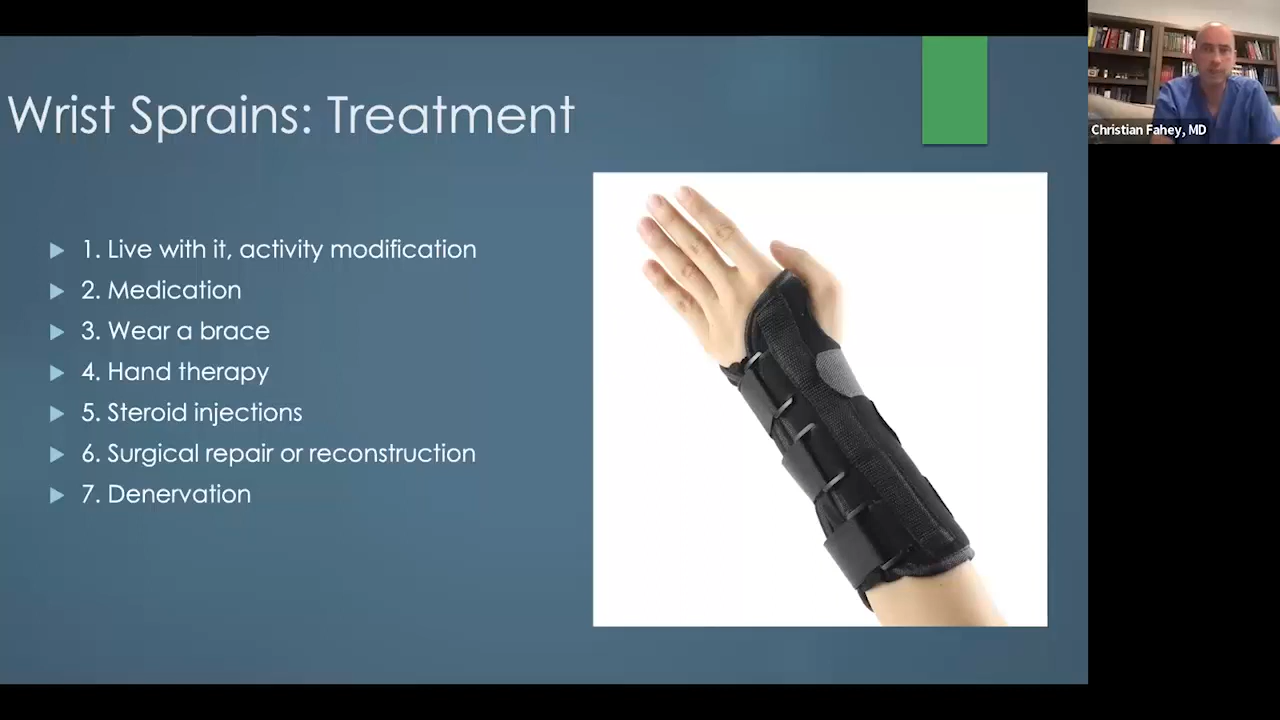 Wrist Sprains: Treatment
1. Live with it, activity modification
2. Medication
3. Wear a brace
4. Hand therapy
5. Steroid injections
6. Surgical repair or reconstruction
7. Denervation
Christian Fahey, MD